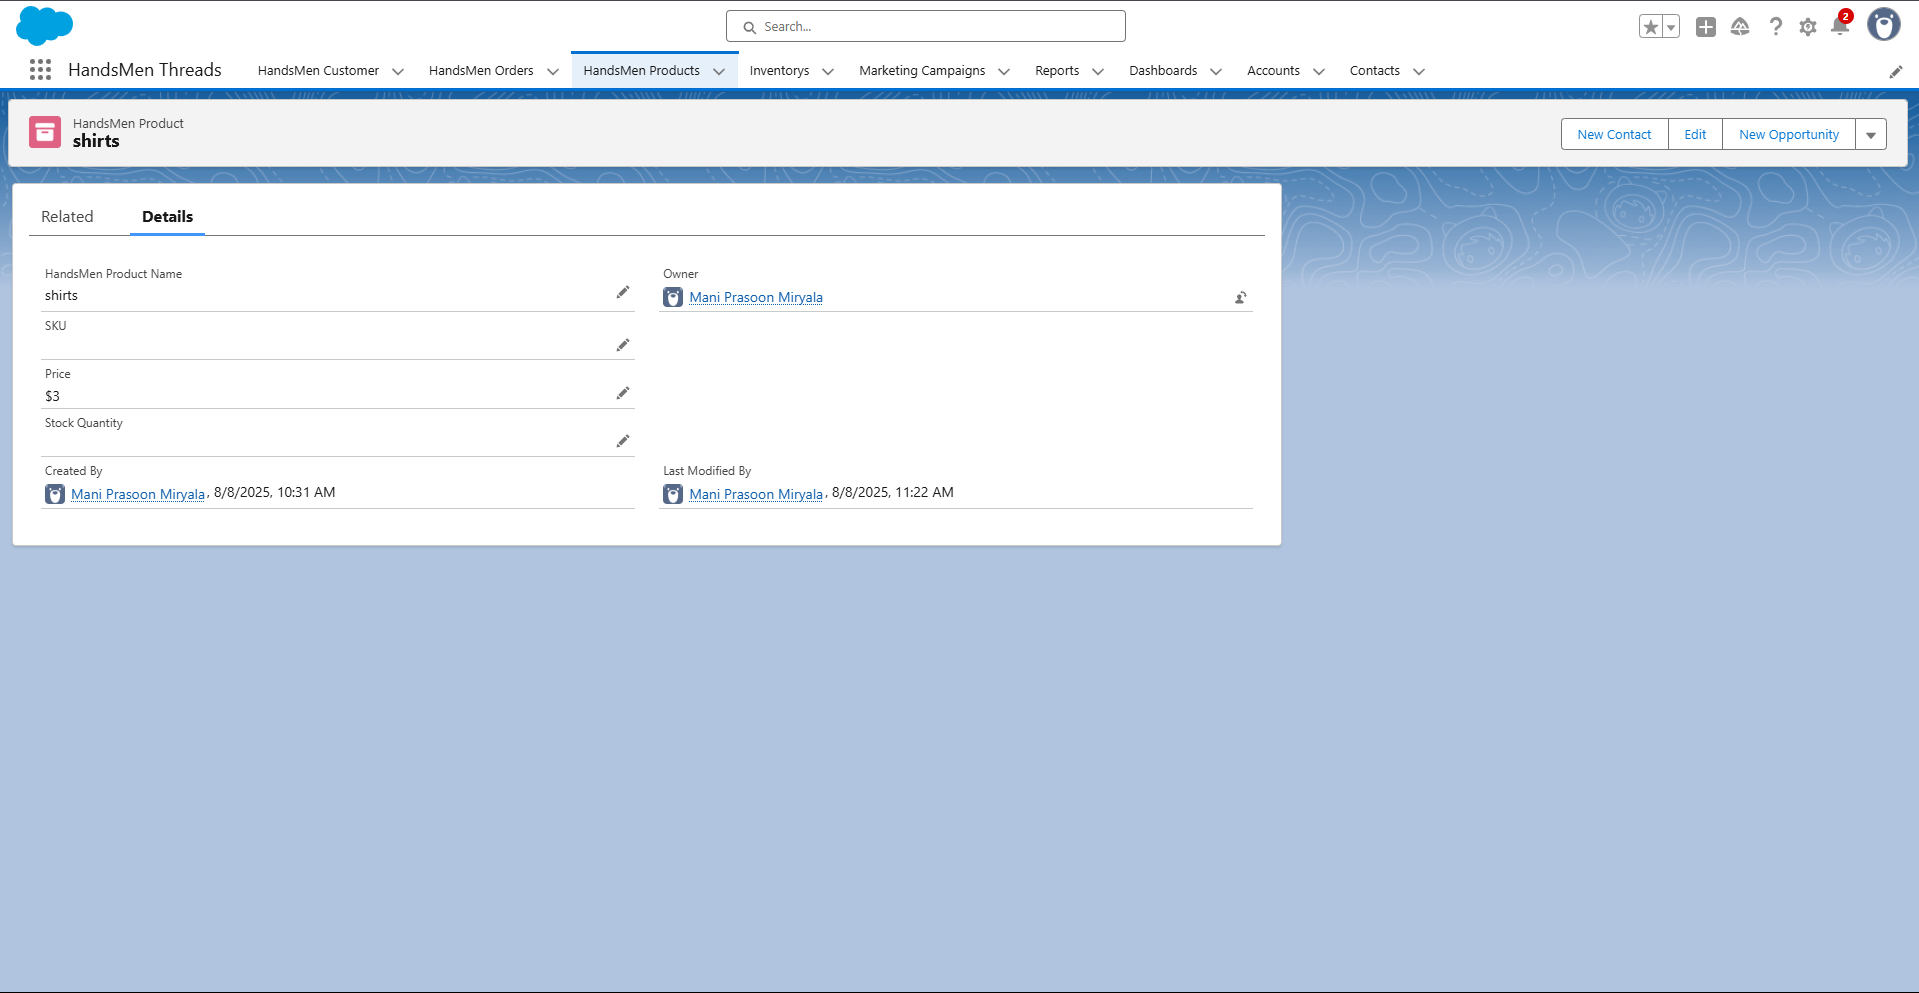 Search...
2
HandsMen Threads HandsMen Customer HandsMen Orders HandsMen Products Inventorys Marketing Campaigns Reports Dashboards Accounts Contacts
HandsMen Product
shirts
New Contact Edit New Opportunity
Related Details
HandsMen Product Name
shirts
Owner
Mani Prasoon Miryala
SKU
Price
$3
Stock Quantity
Created By
Mani Prasoon Miryala, 8/8/2025, 10:31 AM
Last Modified By
Mani Prasoon Miryala, 8/8/2025, 11:22 AM